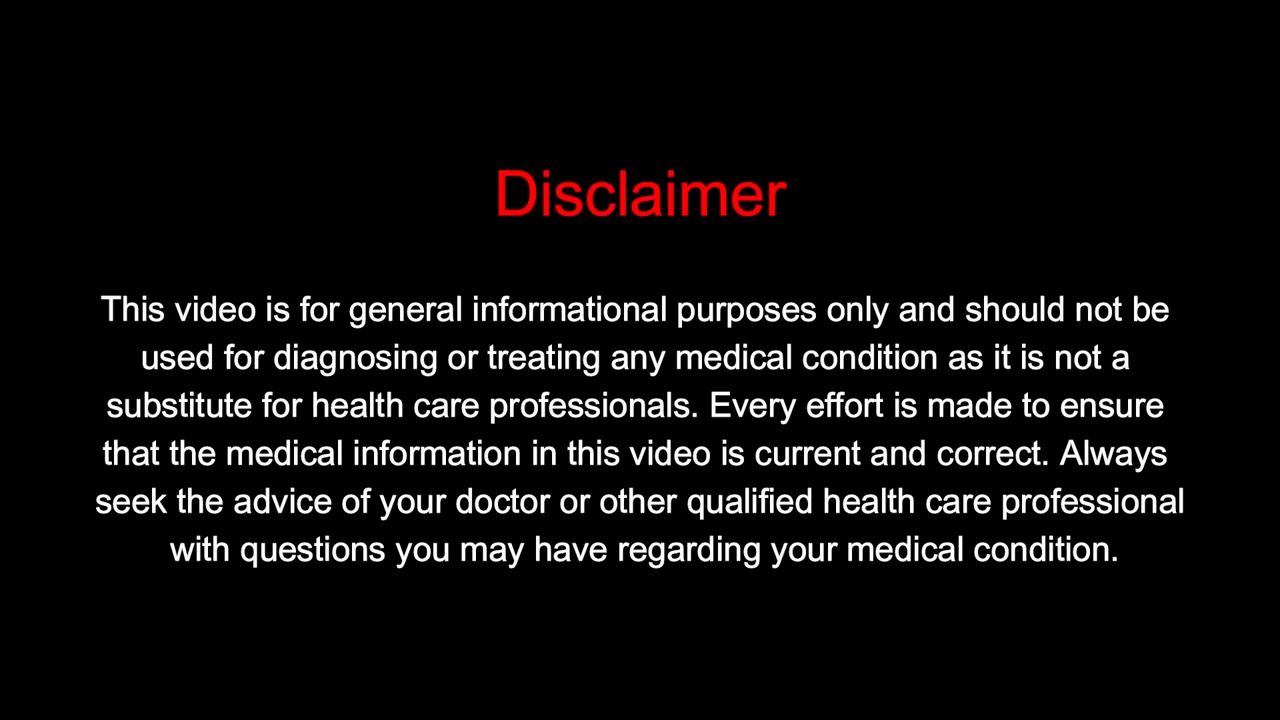 Disclaimer
This video is for general informational purposes only and should not be
used for diagnosing or treating any medical condition as it is not a
substitute for health care professionals. Every effort is made to ensure
that the medical information in this video is current and correct. Always
seek the advice of your doctor or other qualified health care professional
with questions you may have regarding your medical condition.